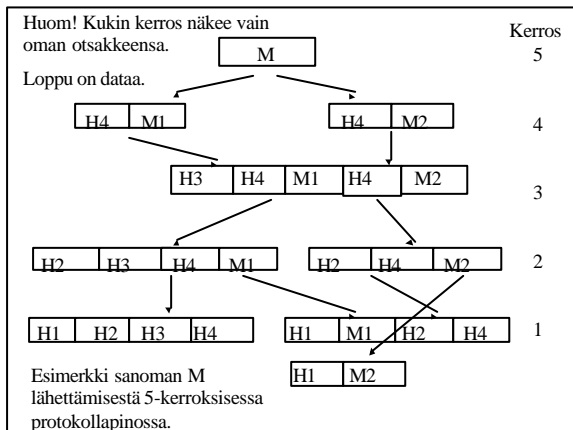 Huom! Kukin kerros näkee vain
oman otsakkeensa.
Kerros
M
5
Loppu on dataa.
H4 M1
H4 M2
4
H3 H4 M1 H4 M2
3
H2 H3 H4 M1
H2 H4 M2
2
H1 H2 H3 H4
H1 M1 H2 H4
1
H1 M2
Esimerkki sanoman M
lähettämisestä 5-kerroksisessa
protokollapinossa.